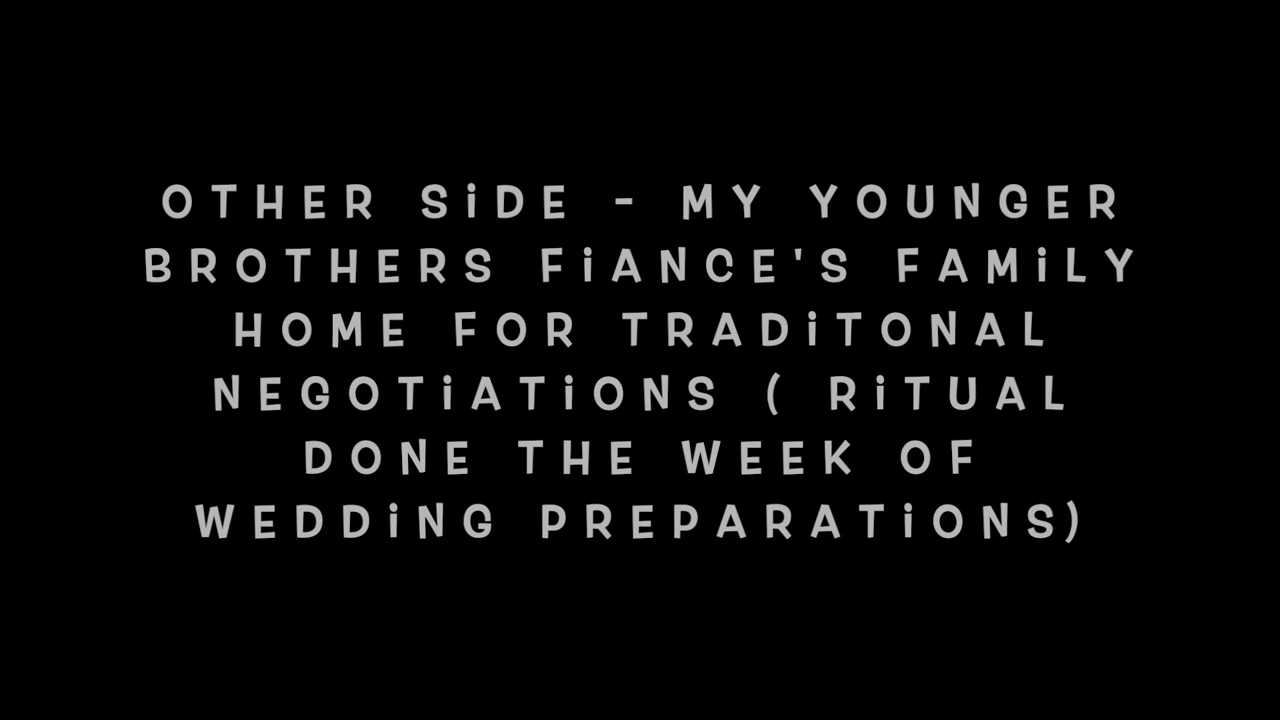 OTHER SiDE - MY YOUNGER
BROTHERS FiANCE'S FAMiLY
HOME FOR TRADiTONAL
NEGOTiATiONS ( RiTUAL
DONE THE WEEK OF
WEDDiNG PREPARATiONS)